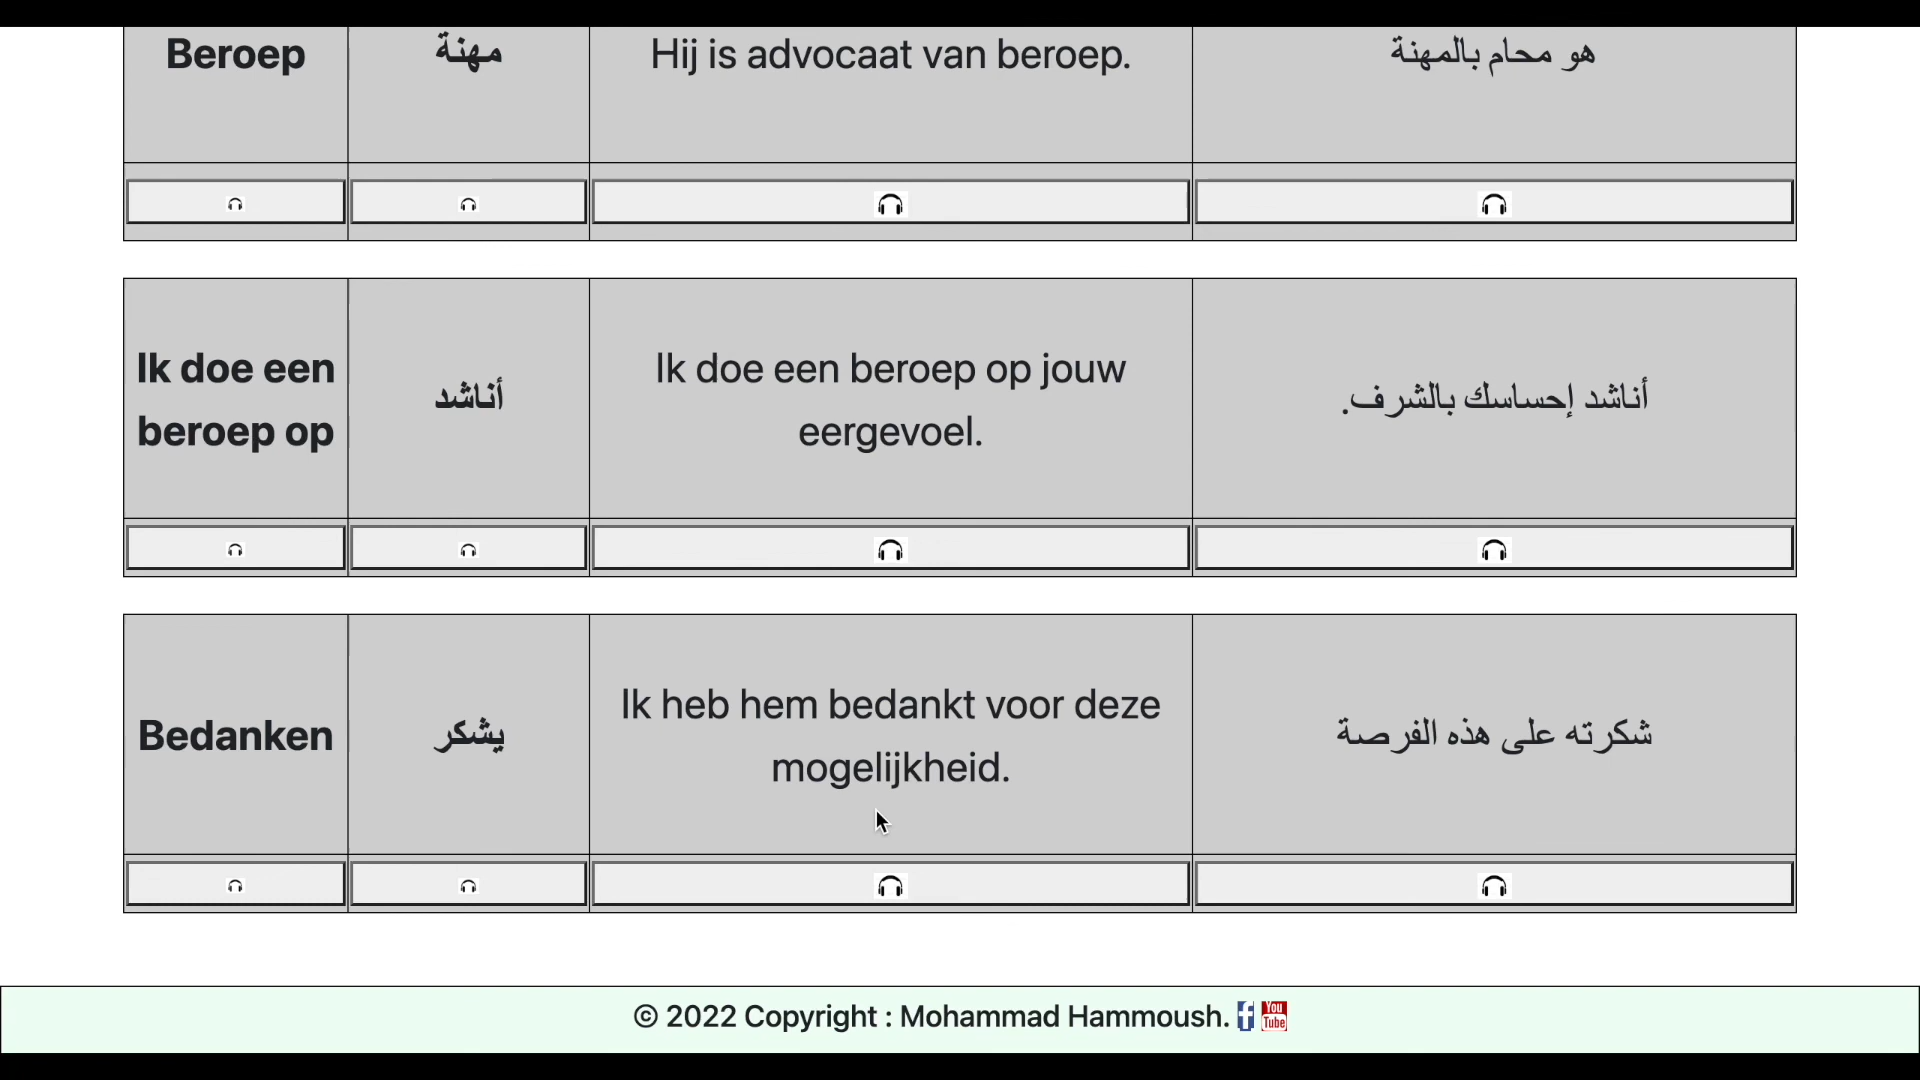 Beroep
مهنة
Hij is advocaat van beroep.
هو محام بالمهنة
Ik doe een
beroep op
أناشد
Ik doe een beroep op jouw
eergevoel.
أناشد إحساسك بالشرف.
Bedanken
يشكر
Ik heb hem bedankt voor deze
mogelijkheid.
شكرته على هذه الفرصة
© 2022 Copyright : Mohammad Hammoush. f You
Tube